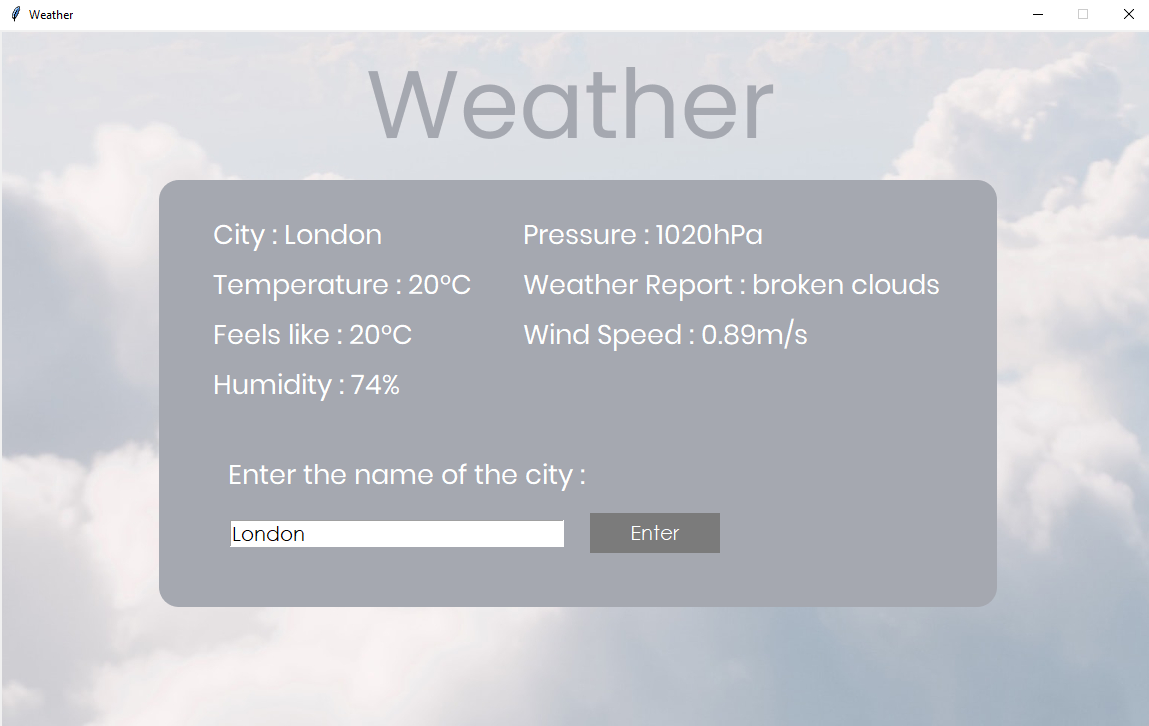 Weather
Weather
City : London
Temperature : 20°C
Feels like : 20°C
Humidity : 74%
Pressure : 1020hPa
Weather Report : broken clouds
Wind Speed : 0.89m/s
Enter the name of the city :
London
Enter